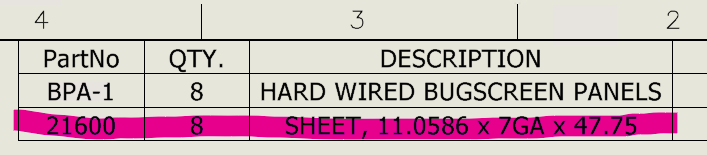 4 3 2
PartNo QTY. DESCRIPTION
BPA-1 8 HARD WIRED BUGSCREEN PANELS
21600 8 SHEET, 11.0586 x 7GA x 47.75